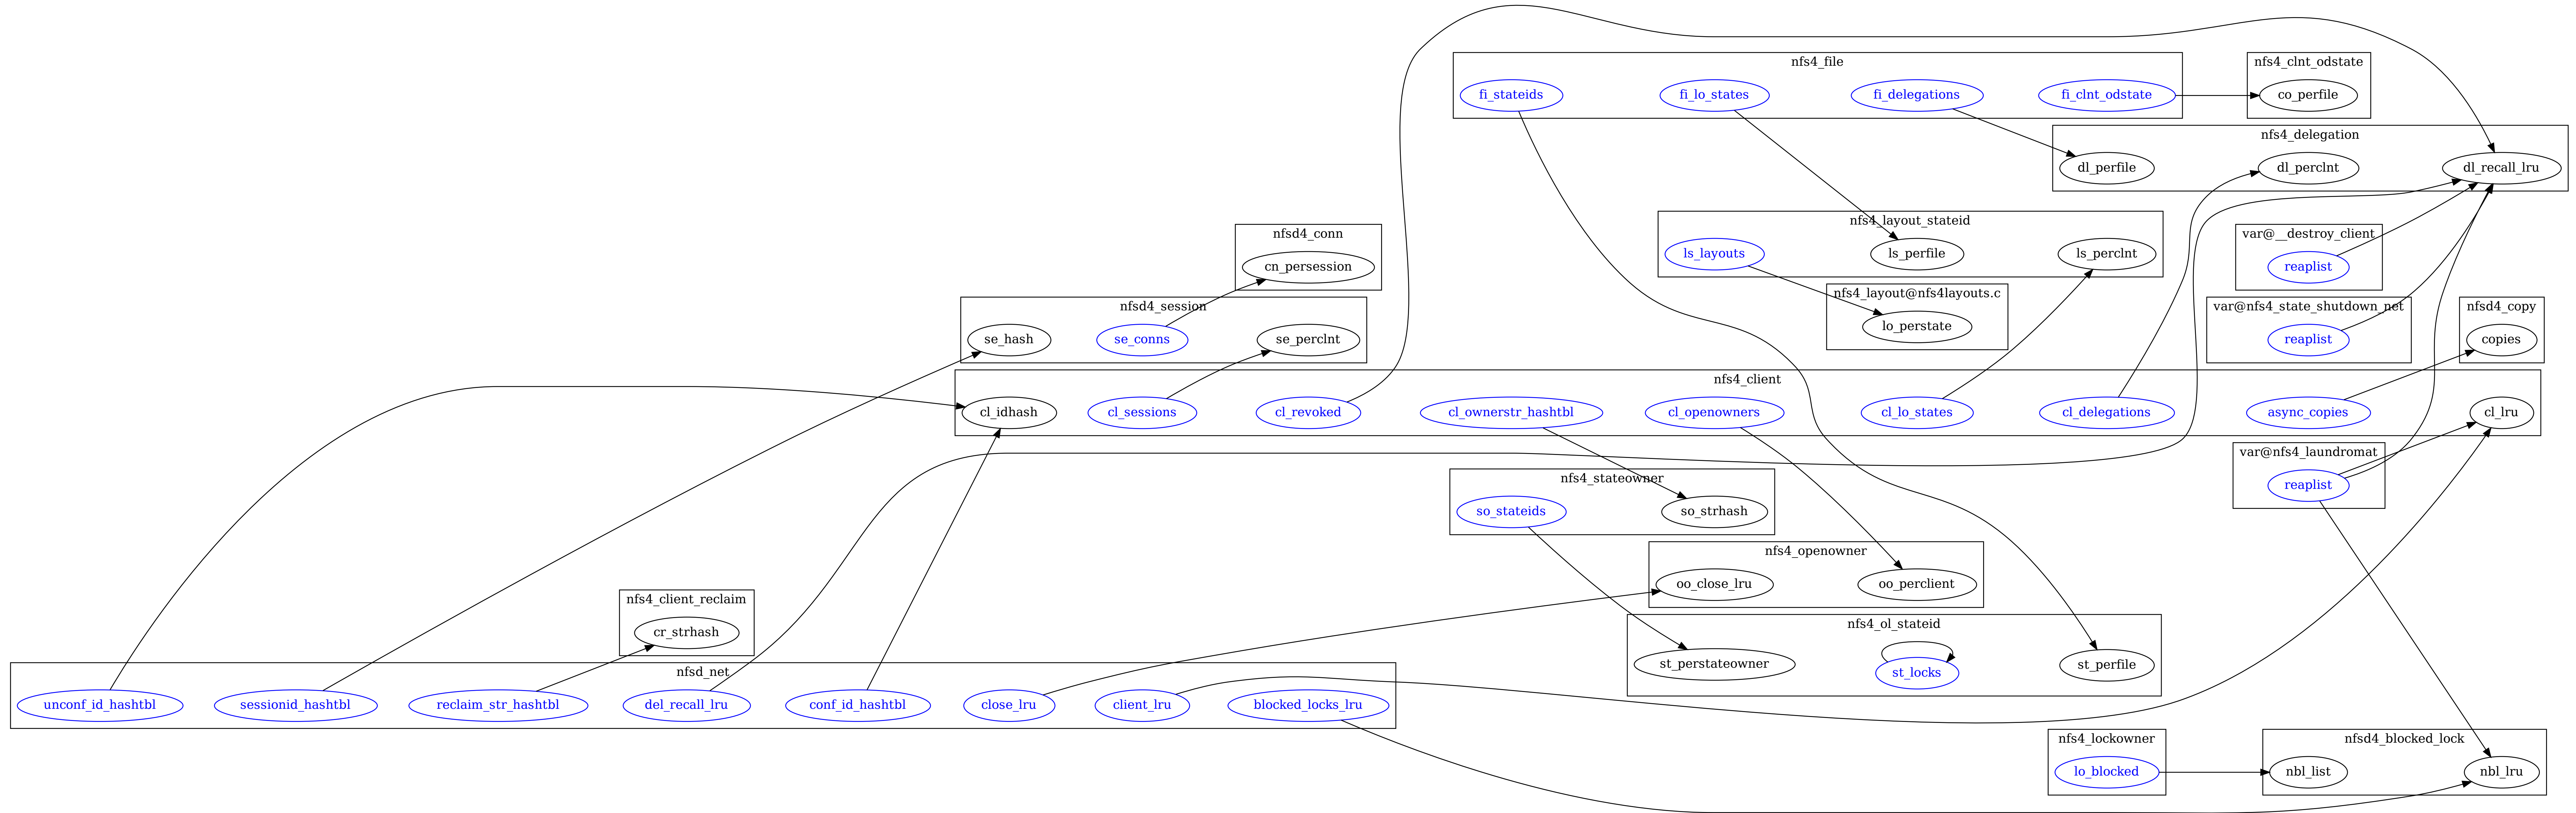 nfs4_file
fi_stateids
fi_lo_states
fi_delegations
fi_clnt_odstate
nfs4_clnt_odstate
co_perfile
nfs4_delegation
dl_perfile
dl_perclnt
dl_recall_lru
nfs4_layout_stateid
ls_layouts
ls_perfile
ls_perclnt
nfsd4_conn
cn_persession
var@__destroy_client
reaplist
nfs4_layout@nfs4layouts.c
lo_perstate
nfsd4_session
se_hash
se_conns
se_perclnt
var@nfs4_state_shutdown_net
reaplist
nfsd4_copy
copies
nfs4_client
cl_idhash
cl_sessions
cl_revoked
cl_ownerstr_hashtbl
cl_openowners
cl_lo_states
cl_delegations
async_copies
cl_lru
var@nfs4_laundromat
reaplist
nfs4_stateowner
so_stateids
so_strhash
nfs4_openowner
oo_close_lru
oo_perclient
nfs4_client_reclaim
cr_strhash
nfs4_ol_stateid
st_perstateowner
st_locks
st_perfile
nfsd_net
unconf_id_hashtbl
sessionid_hashtbl
reclaim_str_hashtbl
del_recall_lru
conf_id_hashtbl
close_lru
client_lru
blocked_locks_lru
nfs4_lockowner
lo_blocked
nfsd4_blocked_lock
nbl_list
nbl_lru